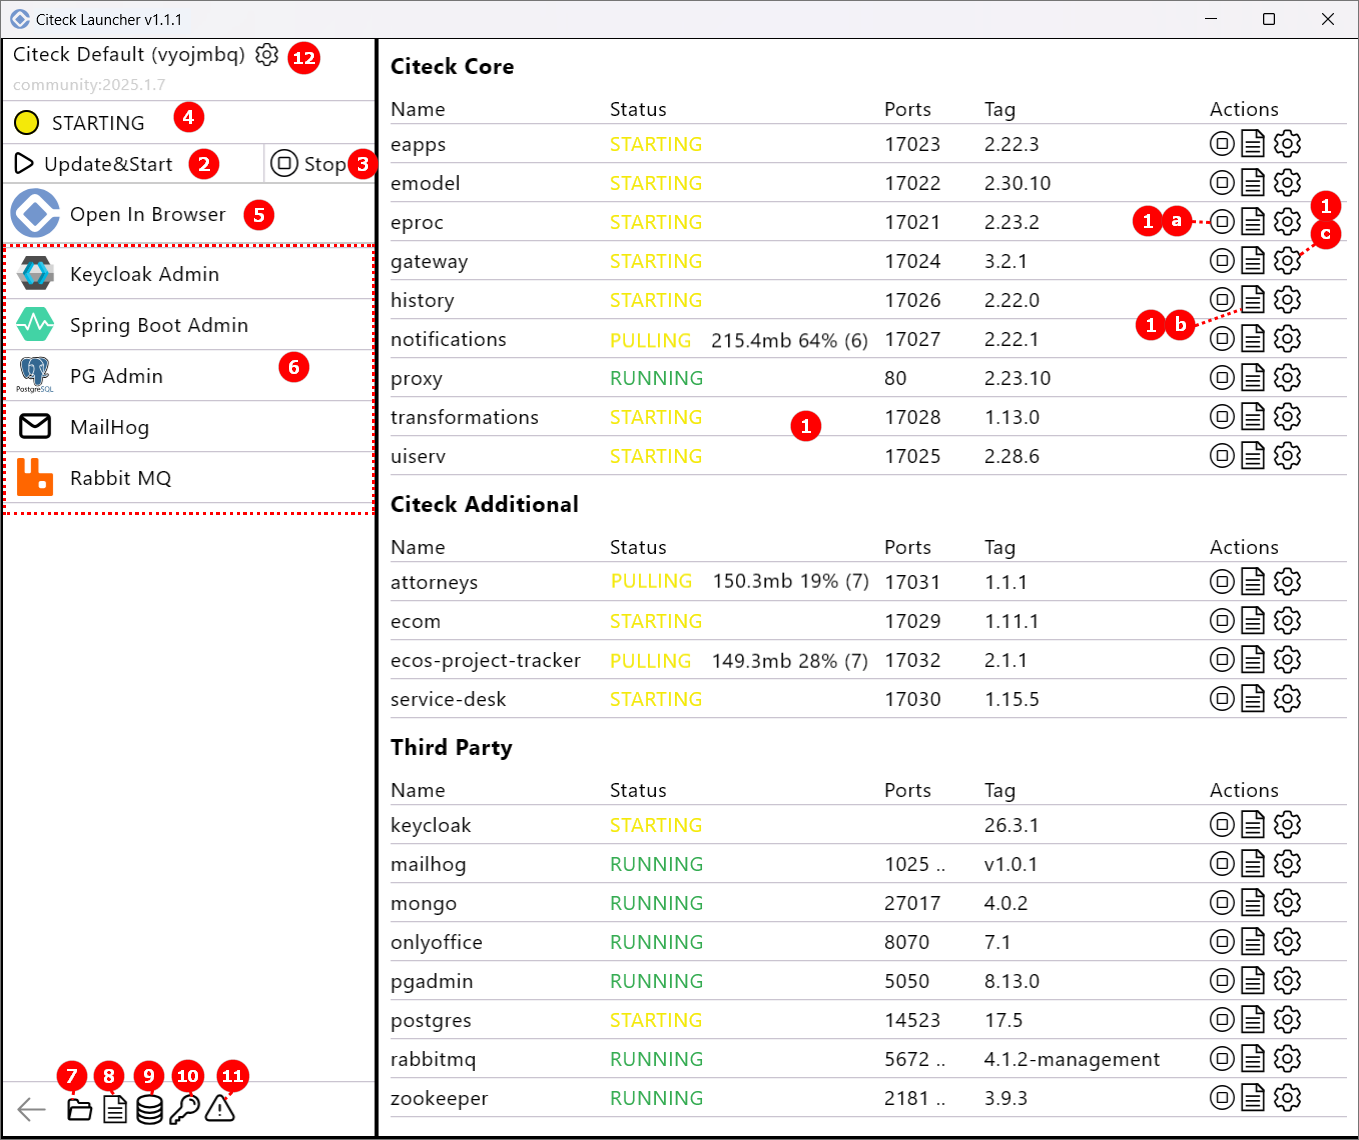 Citeck Launcher v1.1.1
Citeck Default (vyojmbq) 12
community:2025.1.7
STARTING 4
Update&Start 2 Stop 3
Open In Browser 5
Keycloak Admin
Spring Boot Admin
PostgreSQL PG Admin 6
MailHog
Rabbit MQ
7 8 9 10 11
Citeck Core
Name Status Ports Tag Actions
eapps STARTING 17023 2.22.3
emodel STARTING 17022 2.30.10
eproc STARTING 17021 2.23.2 1 a 1 c
gateway STARTING 17024 3.2.1
history STARTING 17026 2.22.0 1 b
notifications PULLING 215.4mb 64% (6) 17027 2.22.1
proxy RUNNING 80 2.23.10
transformations STARTING 1 17028 1.13.0
uiserv STARTING 17025 2.28.6
Citeck Additional
Name Status Ports Tag Actions
attorneys PULLING 150.3mb 19% (7) 17031 1.1.1
ecom STARTING 17029 1.11.1
ecos-project-tracker PULLING 149.3mb 28% (7) 17032 2.1.1
service-desk STARTING 17030 1.15.5
Third Party
Name Status Ports Tag Actions
keycloak STARTING 26.3.1
mailhog RUNNING 1025 .. v1.0.1
mongo RUNNING 27017 4.0.2
onlyoffice RUNNING 8070 7.1
pgadmin RUNNING 5050 8.13.0
postgres STARTING 14523 17.5
rabbitmq RUNNING 5672 .. 4.1.2-management
zookeeper RUNNING 2181 .. 3.9.3